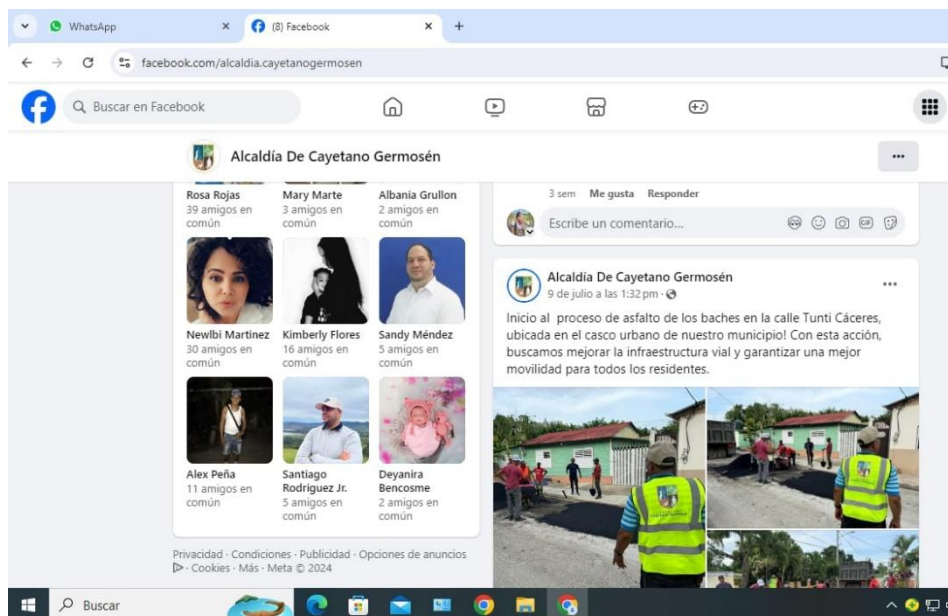 WhatsApp
(8) Facebook
facebook.com/alcaldia.cayetanogermosen
Buscar en Facebook
Alcaldía De Cayetano Germosén
Rosa Rojas
39 amigos en
común
Mary Marte
3 amigos en
común
Albania Grullon
2 amigos en
común
Newlbi Martinez
30 amigos en
común
Kimberly Flores
16 amigos en
común
Sandy Méndez
5 amigos en
común
Alex Peña
11 amigos en
común
Santiago
Rodriguez Jr.
5 amigos en
común
Deyanira
Bencosme
2 amigos en
común
Privacidad · Condiciones · Publicidad · Opciones de anuncios
· Cookies · Más · Meta © 2024
3 sem Me gusta Responder
Escribe un comentario...
GIF
Alcaldía De Cayetano Germosén
9 de julio a las 1:32 pm ·
Inicio al proceso de asfalto de los baches en la calle Tunti Cáceres,
ubicada en el casco urbano de nuestro municipio! Con esta acción,
buscamos mejorar la infraestructura vial y garantizar una mejor
movilidad para todos los residentes.
Buscar